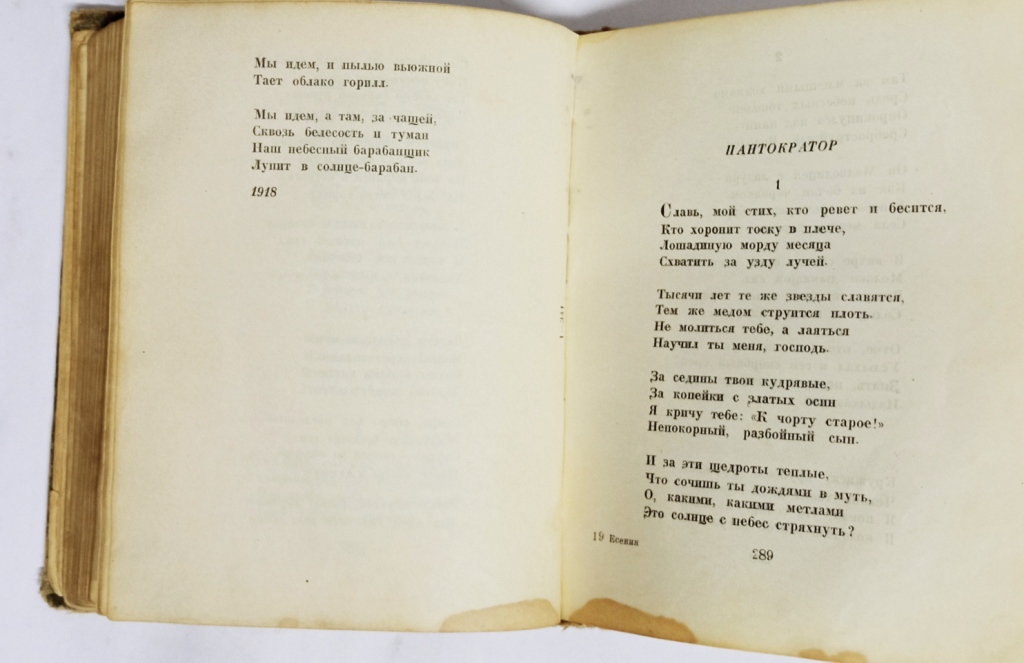 Мы идем, и пылью вьюжной
Тает облако горилл.
Мы идем, а там, за чащей,
Сквозь белесость и туман
Наш небесный барабанщик
Лупит в солнце-барабан.
1918
ПАНТОКРАТОР
1
Славь, мой стих, кто ревет и бесится,
Кто хоронит тоску в плече,
Лошадиную морду месяца
Схватить за узду лучей.
Тысячи лет те же звезды славятся,
Тем же медом струится плоть.
Не молиться тебе, а лаяться
Научил ты меня, господь.
За седины твои кудрявые,
За копейки с златых осин
Я кричу тебе: «К чорту старое!»
Непокорный, разбойный сын.
И за эти щедроты теплые,
Что сочишь ты дождями в муть,
О, какими, какими метлами
Это солнце с небес стряхнуть?
19 Есенин
289